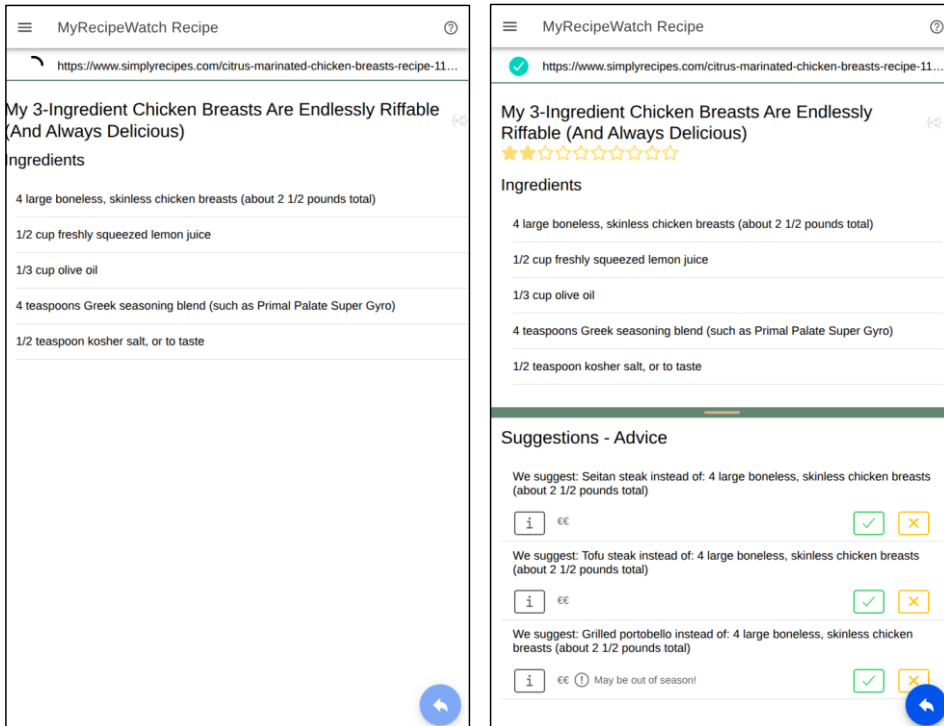 MyRecipeWatch Recipe
https://www.simplyrecipes.com/citrus-marinated-chicken-breasts-recipe-11...
My 3-Ingredient Chicken Breasts Are Endlessly Riffable
(And Always Delicious)
Ingredients
4 large boneless, skinless chicken breasts (about 2 1/2 pounds total)
1/2 cup freshly squeezed lemon juice
1/3 cup olive oil
4 teaspoons Greek seasoning blend (such as Primal Palate Super Gyro)
1/2 teaspoon kosher salt, or to taste
MyRecipeWatch Recipe
https://www.simplyrecipes.com/citrus-marinated-chicken-breasts-recipe-11...
My 3-Ingredient Chicken Breasts Are Endlessly
Riffable (And Always Delicious)
Ingredients
4 large boneless, skinless chicken breasts (about 2 1/2 pounds total)
1/2 cup freshly squeezed lemon juice
1/3 cup olive oil
4 teaspoons Greek seasoning blend (such as Primal Palate Super Gyro)
1/2 teaspoon kosher salt, or to taste
Suggestions - Advice
We suggest: Seitan steak instead of: 4 large boneless, skinless chicken breasts
(about 2 1/2 pounds total)
i €€
We suggest: Tofu steak instead of: 4 large boneless, skinless chicken breasts
(about 2 1/2 pounds total)
i €€
We suggest: Grilled portobello instead of: 4 large boneless, skinless chicken
breasts (about 2 1/2 pounds total)
i €€ May be out of season!